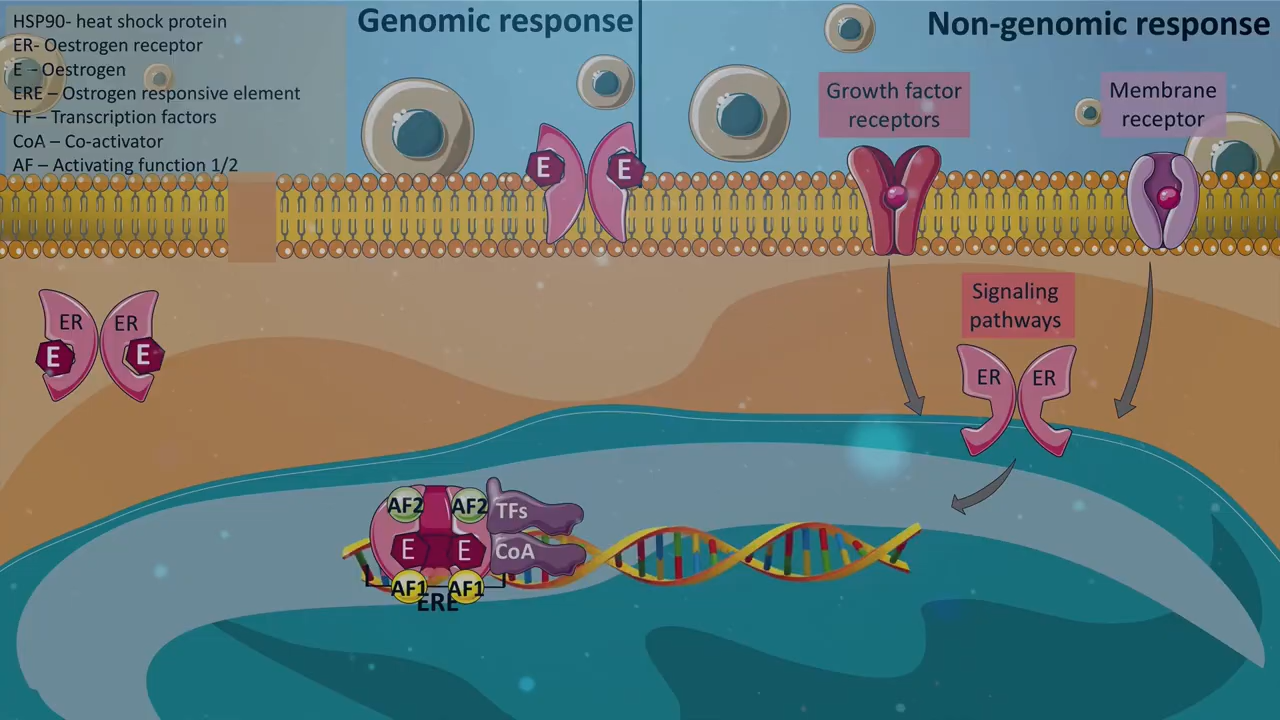 HSP90- heat shock protein
ER- Oestrogen receptor
E – Oestrogen
ERE – Ostrogen responsive element
TF – Transcription factors
CoA – Co-activator
AF – Activating function 1/2
Genomic response
Non-genomic response
Growth factor
receptors
Membrane
receptor
E
E
Signaling
pathways
ER
ER
E
E
ER
ER
AF2
AF2
TFs
E
E
CoA
AF1
AF1
ERE